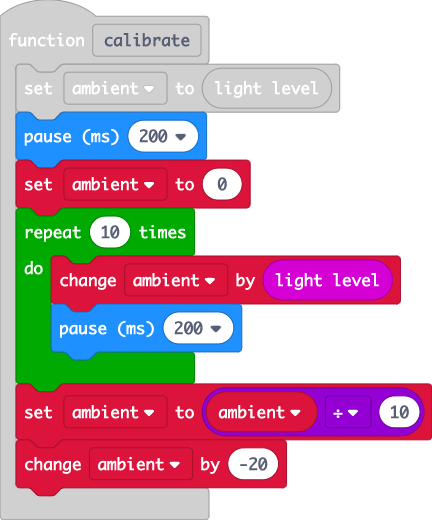 function calibrate
set ambient to light level
pause (ms) 200
set ambient to 0
repeat 10 times
do
change ambient by light level
pause (ms) 200
set ambient to ambient ÷ 10
change ambient by -20